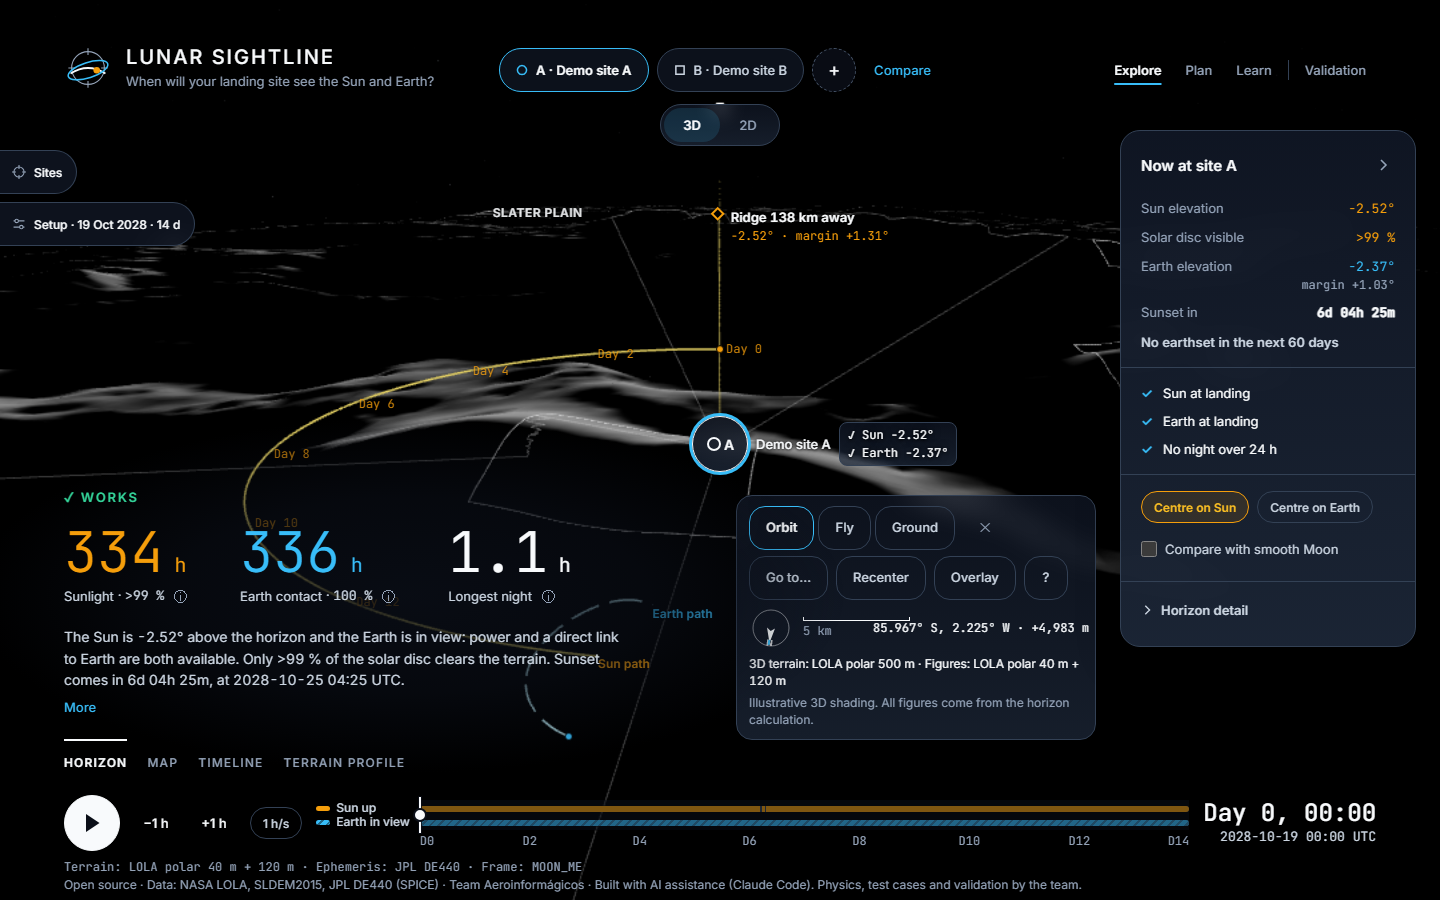 LUNAR SIGHTLINE
When will your landing site see the Sun and Earth?
A · Demo site A
B · Demo site B
+
Compare
Explore
Plan
Learn
Validation
3D
2D
Sites
Setup · 19 Oct 2028 · 14 d
SLATER PLAIN
Ridge 138 km away
-2.52° · margin +1.31°
Day 0
Day 2
Day 4
Day 6
Day 8
Day 10
A
Demo site A
✓ Sun -2.52°
✓ Earth -2.37°
Now at site A
Sun elevation -2.52°
Solar disc visible >99 %
Earth elevation -2.37°
margin +1.03°
Sunset in 6d 04h 25m
No earthset in the next 60 days
Sun at landing
Earth at landing
No night over 24 h
Centre on Sun
Centre on Earth
Compare with smooth Moon
Horizon detail
✓ WORKS
334 h
336 h
1.1 h
Sunlight · >99 %
Earth contact · 100 %
Longest night
The Sun is -2.52° above the horizon and the Earth is in view: power and a direct link
to Earth are both available. Only >99 % of the solar disc clears the terrain. Sunset
comes in 6d 04h 25m, at 2028-10-25 04:25 UTC.
More
Earth path
Sun path
Orbit
Fly
Ground
Go to...
Recenter
Overlay
?
N
5 km
85.967° S, 2.225° W · +4,983 m
3D terrain: LOLA polar 500 m · Figures: LOLA polar 40 m +
120 m
Illustrative 3D shading. All figures come from the horizon
calculation.
HORIZON
MAP
TIMELINE
TERRAIN PROFILE
−1 h
+1 h
1 h/s
Sun up
Earth in view
D0
D2
D4
D6
D8
D10
D12
D14
Day 0, 00:00
2028-10-19 00:00 UTC
Terrain: LOLA polar 40 m + 120 m · Ephemeris: JPL DE440 · Frame: MOON_ME
Open source · Data: NASA LOLA, SLDEM2015, JPL DE440 (SPICE) · Team Aeroinformágicos · Built with AI assistance (Claude Code). Physics, test cases and validation by the team.